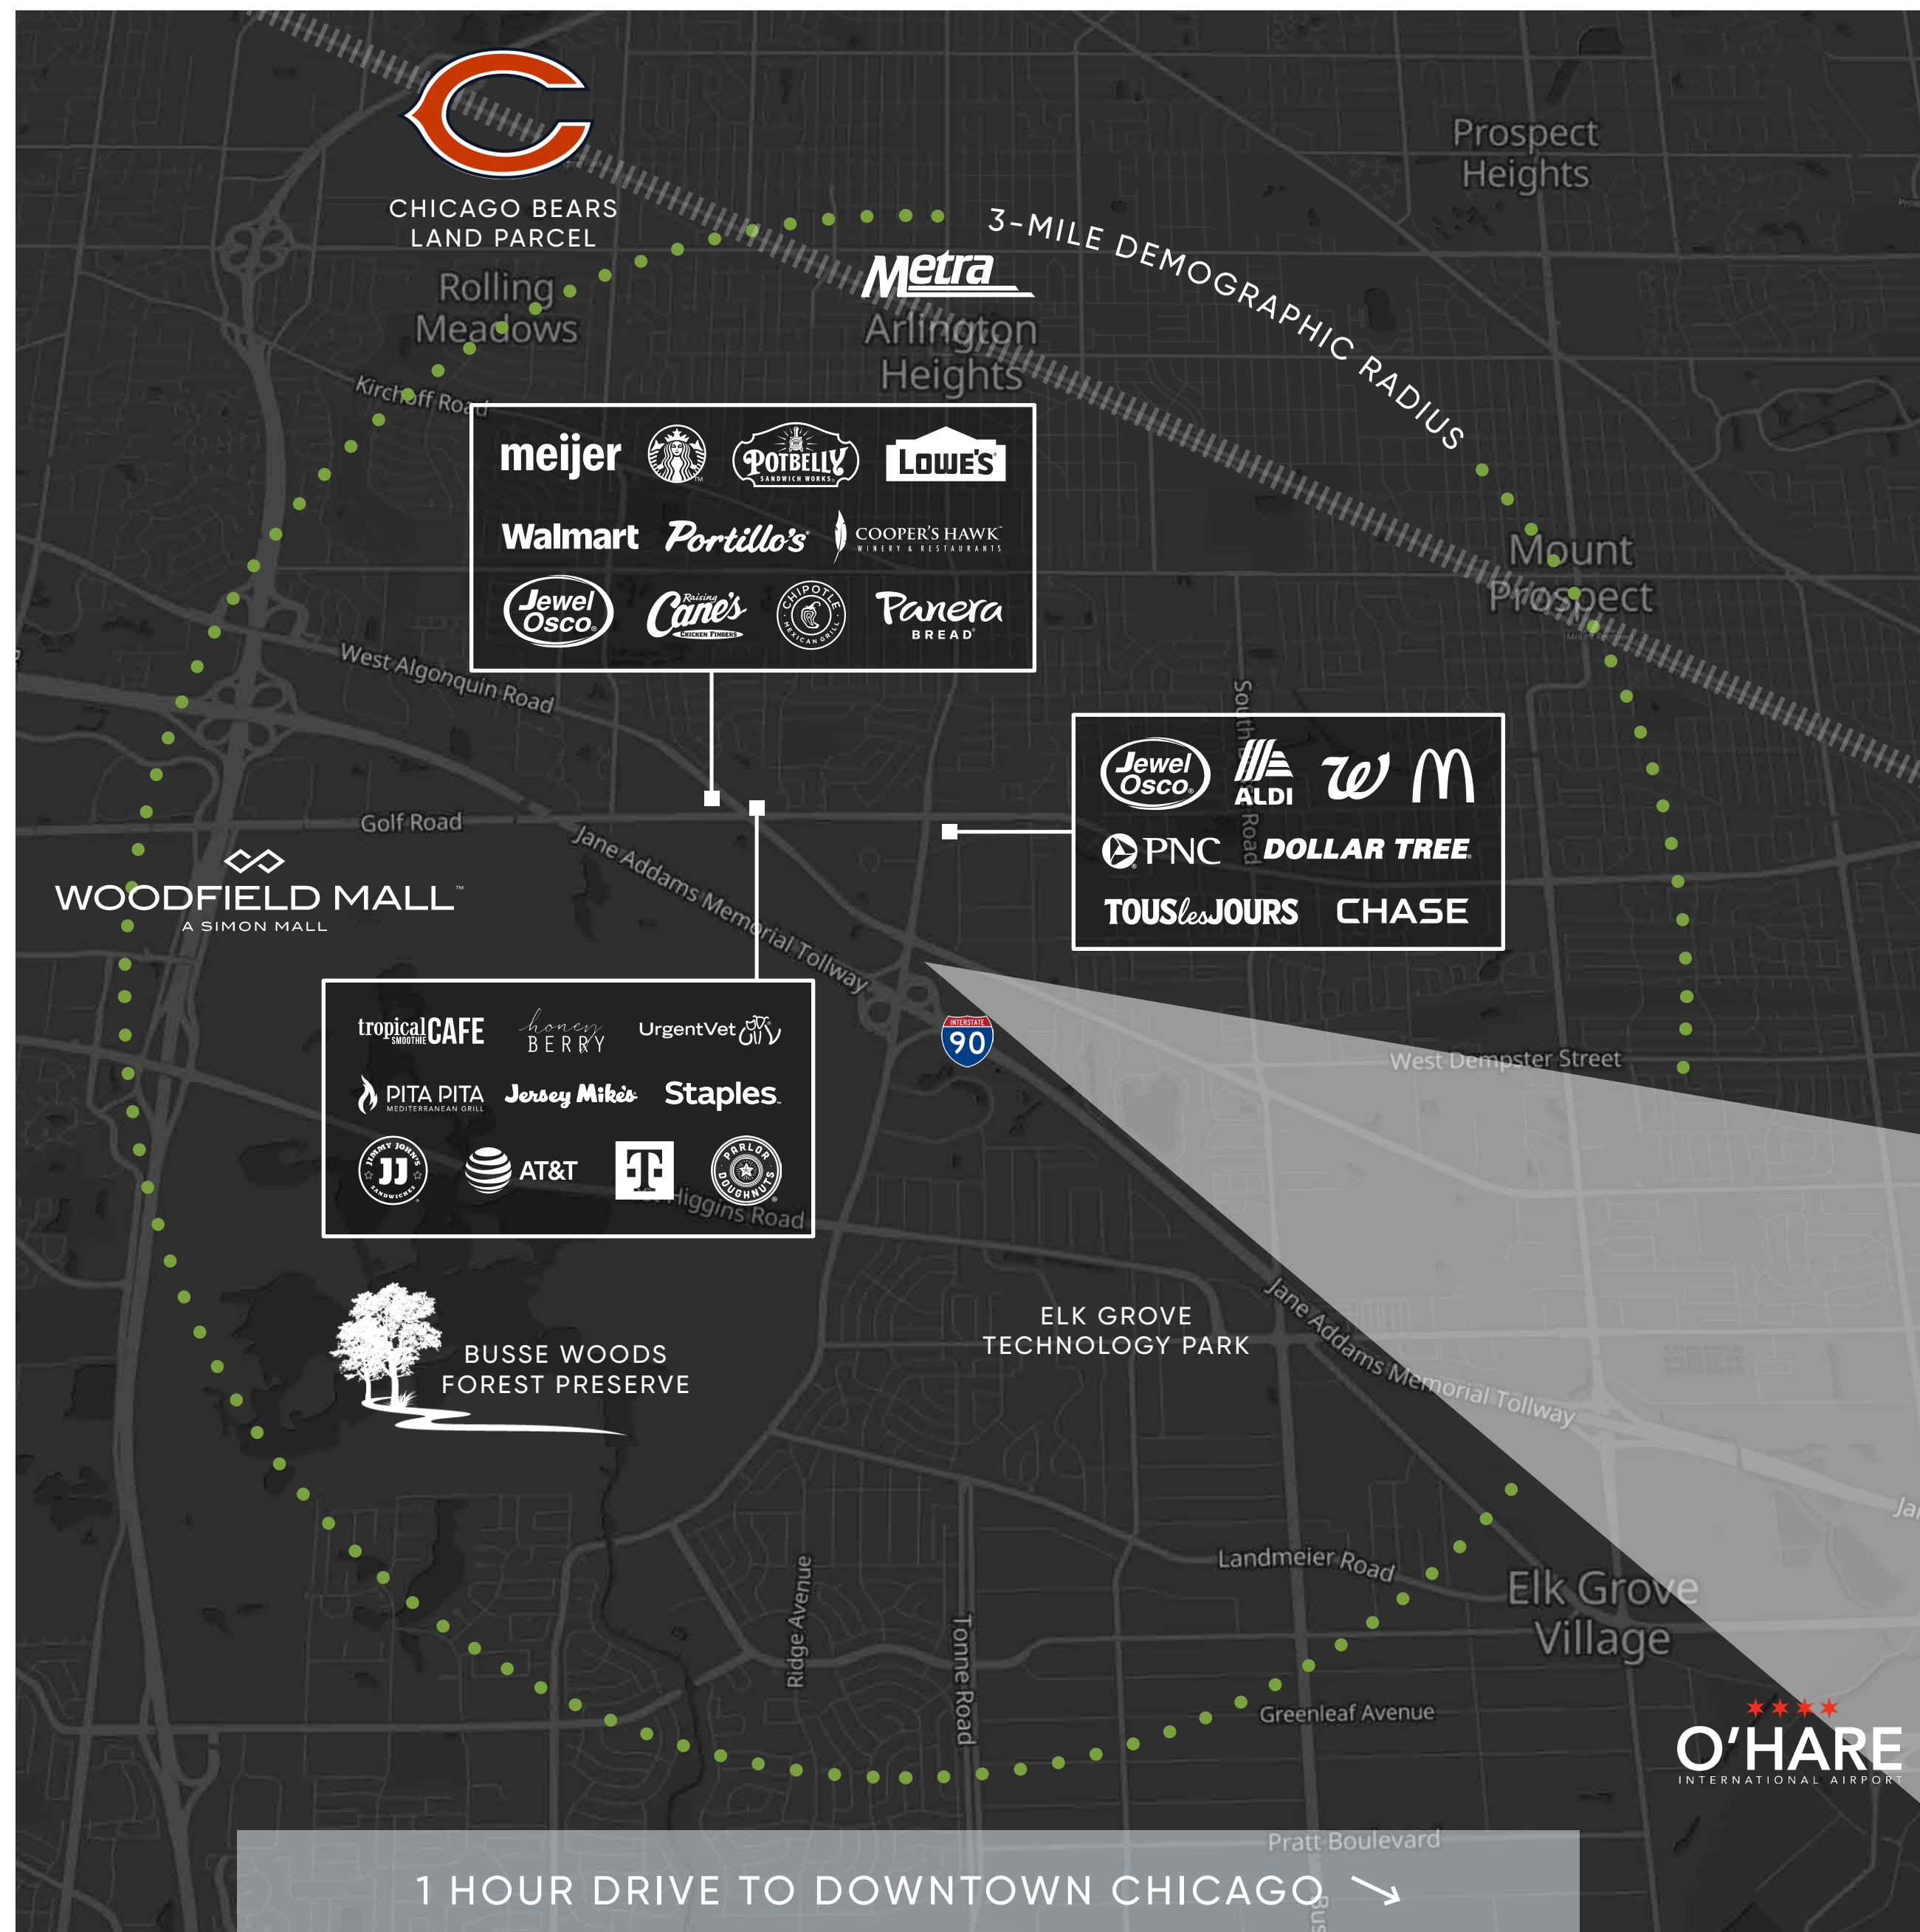 CHICAGO BEARS
LAND PARCEL
Prospect
Heights
3-MILE DEMOGRAPHIC RADIUS
Metra
Rolling
Meadows
Arlington
Heights
Kirchoff Road
meijer
POTBELLY
SANDWICH WORKS
LOWE'S
Walmart
Portillo's
COOPER'S HAWK
WINERY & RESTAURANTS
Jewel
Osco
Raising
Cane's
CHICKEN FINGERS
CHIPOTLE
MEXICAN GRILL
Panera
BREAD
Mount
Prospect
West Algonquin Road
South
Road
Jewel
Osco
ALDI
PNC
DOLLAR TREE
TOUS les JOURS
CHASE
Golf Road
Jane Addams Memorial Tollway
WOODFIELD MALL™
A SIMON MALL
tropical
SMOOTHIE
CAFE
honey
BERRY
UrgentVet
PITA PITA
MEDITERRANEAN GRILL
Jersey Mike's
Staples
JIMMY JOHN'S
JJ
SANDWICHES
AT&T
T
PARLOR
DOUGHNUTS
Higgins Road
INTERSTATE
90
West Dempster Street
BUSSE WOODS
FOREST PRESERVE
ELK GROVE
TECHNOLOGY PARK
Jane Addams Memorial Tollway
Landmeier Road
Elk Grove
Village
Ridge Avenue
Tonne Road
Greenleaf Avenue
O'HARE
INTERNATIONAL AIRPORT
Pratt Boulevard
1 HOUR DRIVE TO DOWNTOWN CHICAGO →